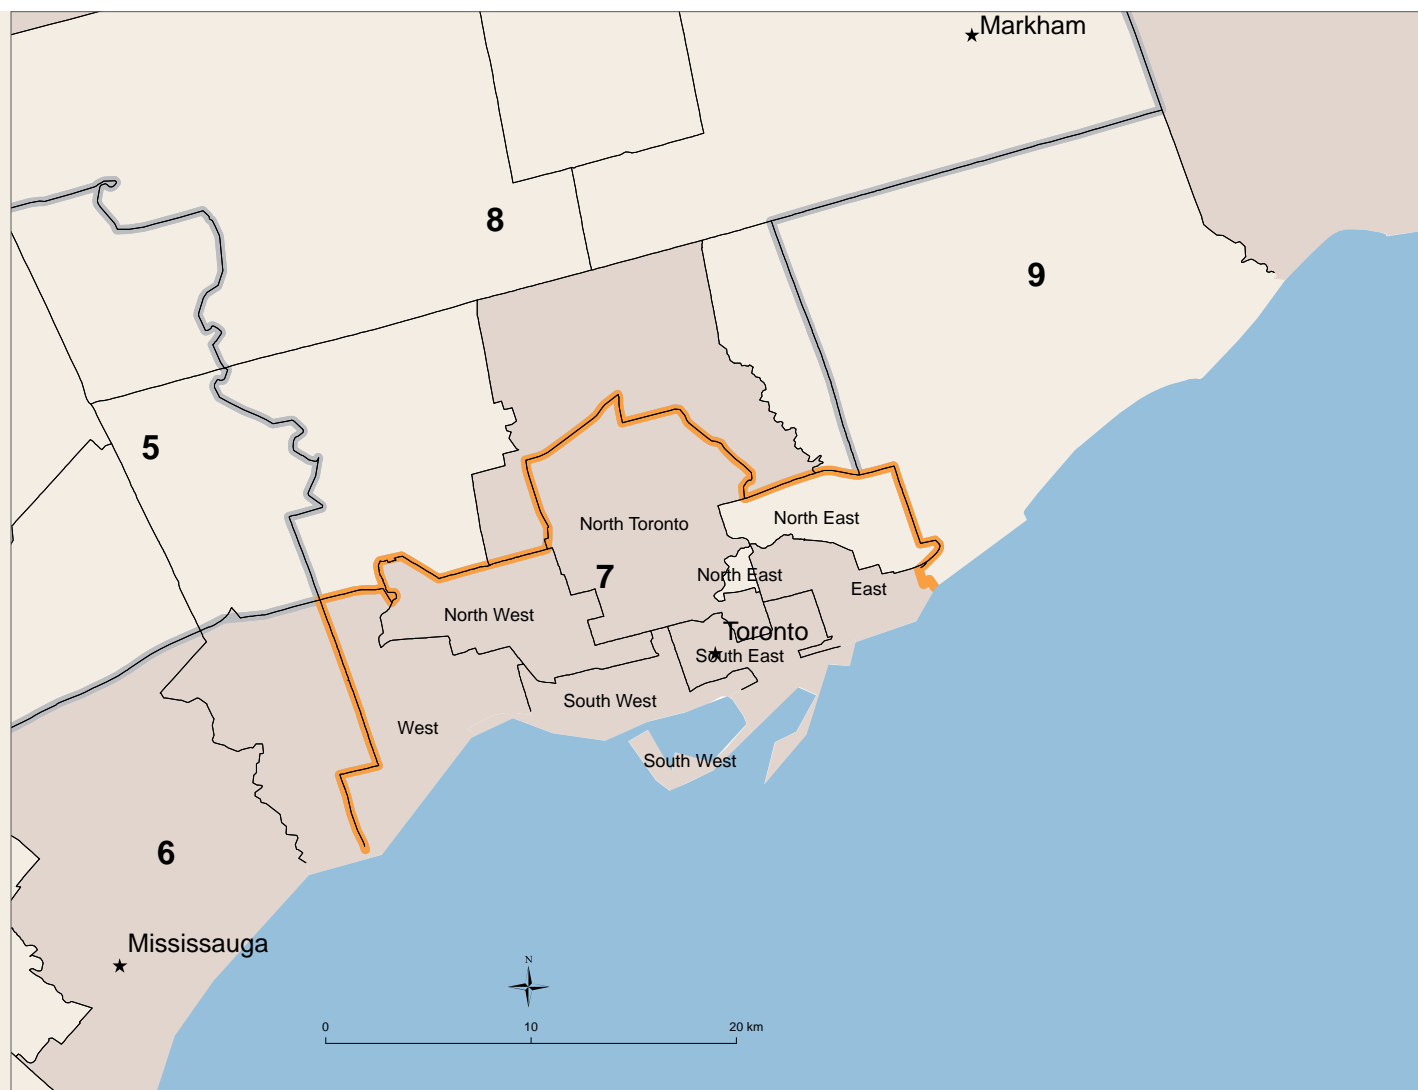 Markham
8
9
5
North East
North Toronto
North East
7
East
North West
Toronto
South East
South West
West
South West
6
Mississauga
N
0 10 20 km